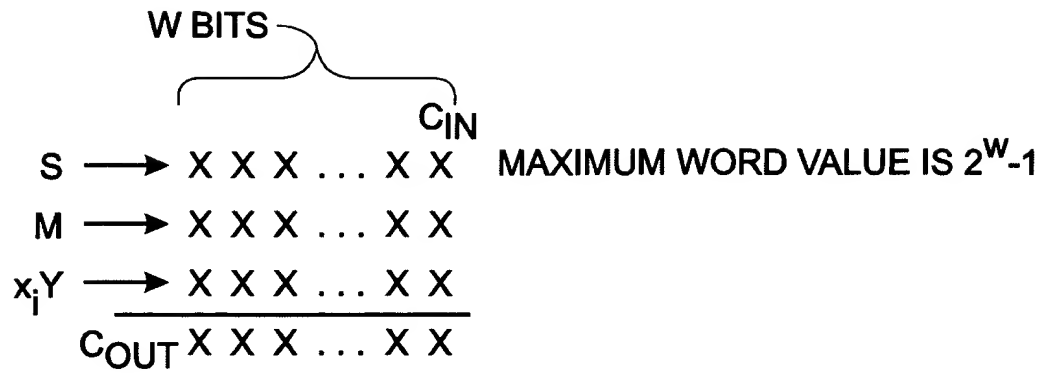 W BITS
C_IN
S X X X ... X X MAXIMUM WORD VALUE IS 2^W-1
M X X X ... X X
x_iY X X X ... X X
C_OUT X X X ... X X